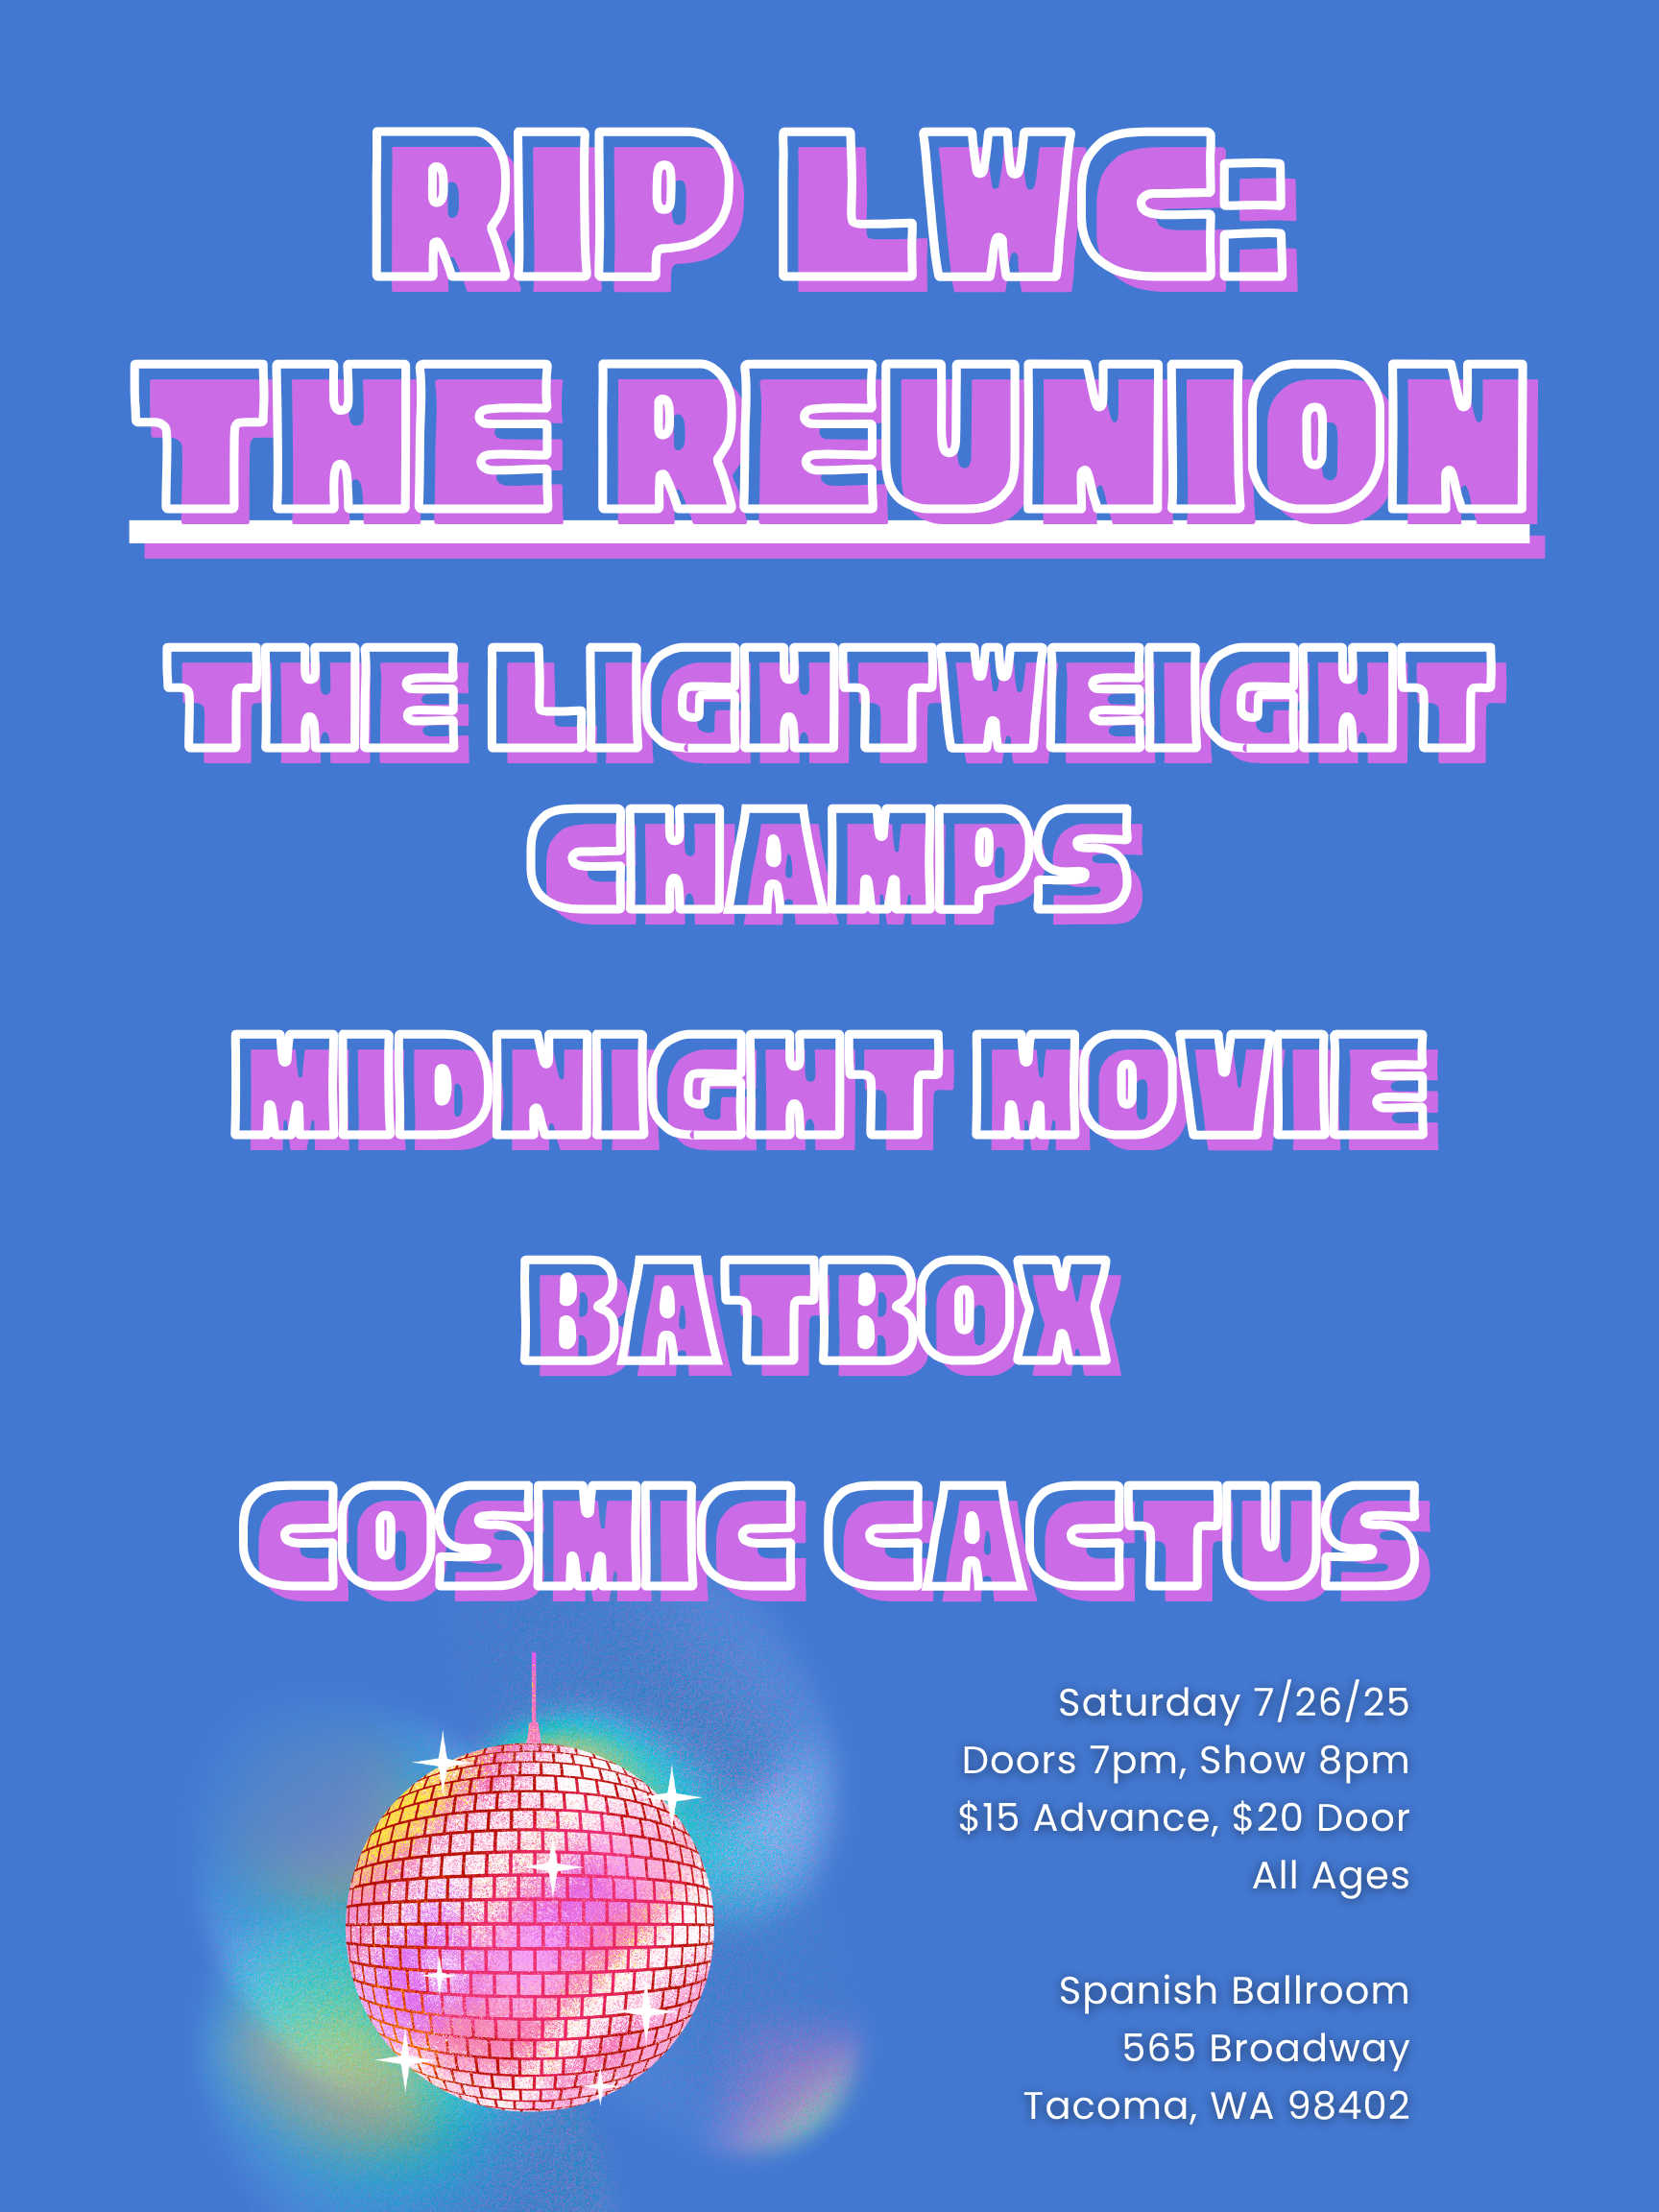 RIP LWC:
THE REUNION
THE LIGHTWEIGHT
CHAMPS
MIDNIGHT MOVIE
BATBOX
COSMIC CACTUS
Saturday 7/26/25
Doors 7pm, Show 8pm
$15 Advance, $20 Door
All Ages
Spanish Ballroom
565 Broadway
Tacoma, WA 98402